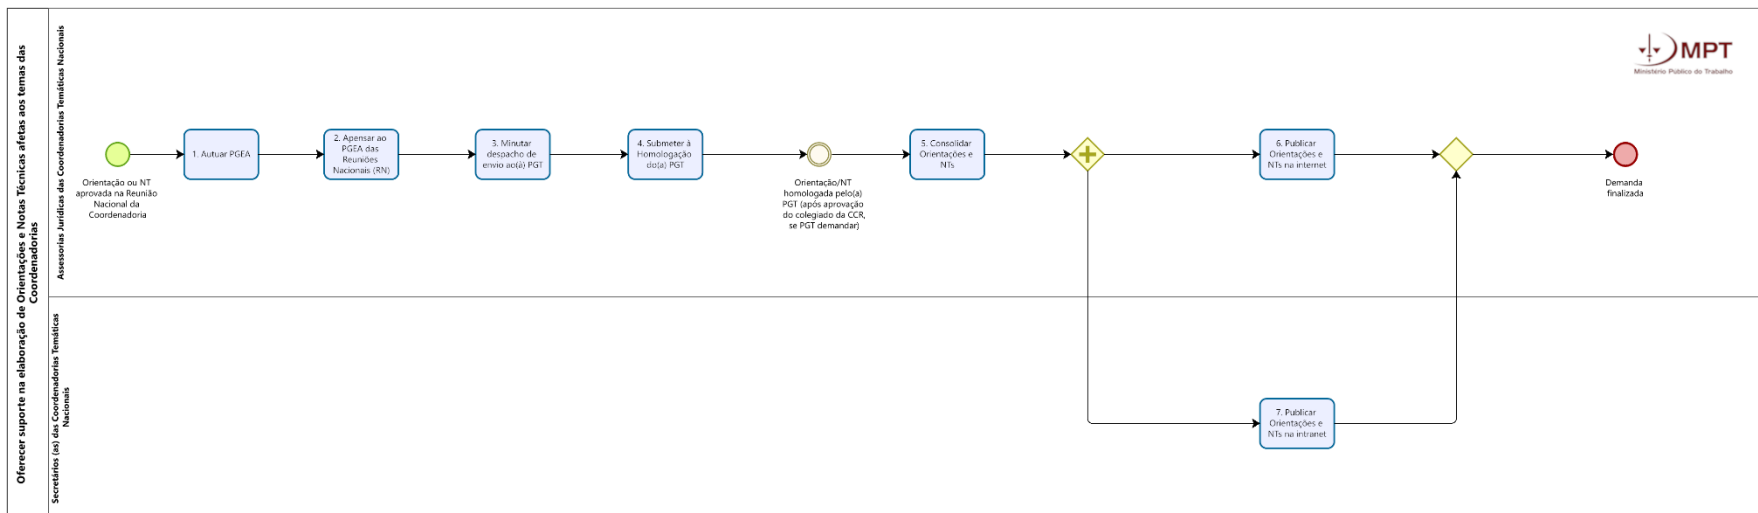 Oferecer suporte na elaboração de Orientações e Notas Técnicas afetas aos temas das
Coordenadorias
Assessorias Jurídicas das Coordenadorias Temáticas Nacionais
MPT
Ministério Público do Trabalho
Orientação ou NT
aprovada na Reunião
Nacional da
Coordenadoria
1. Autuar PGEA
2. Apensar ao
PGEA das
Reuniões
Nacionais (RN)
3. Minutar
despacho de
envio ao(à) PGT
4. Submeter à
Homologação
do(a) PGT
Orientação/NT
homologada pelo(a)
PGT (após aprovação
do colegiado da CCR,
se PGT demandar)
5. Consolidar
Orientações e
NTs
6. Publicar
Orientações e
NTs na internet
Demanda
finalizada
Secretários (as) das Coordenadorias Temáticas
Nacionais
7. Publicar
Orientações e
NTs na intranet